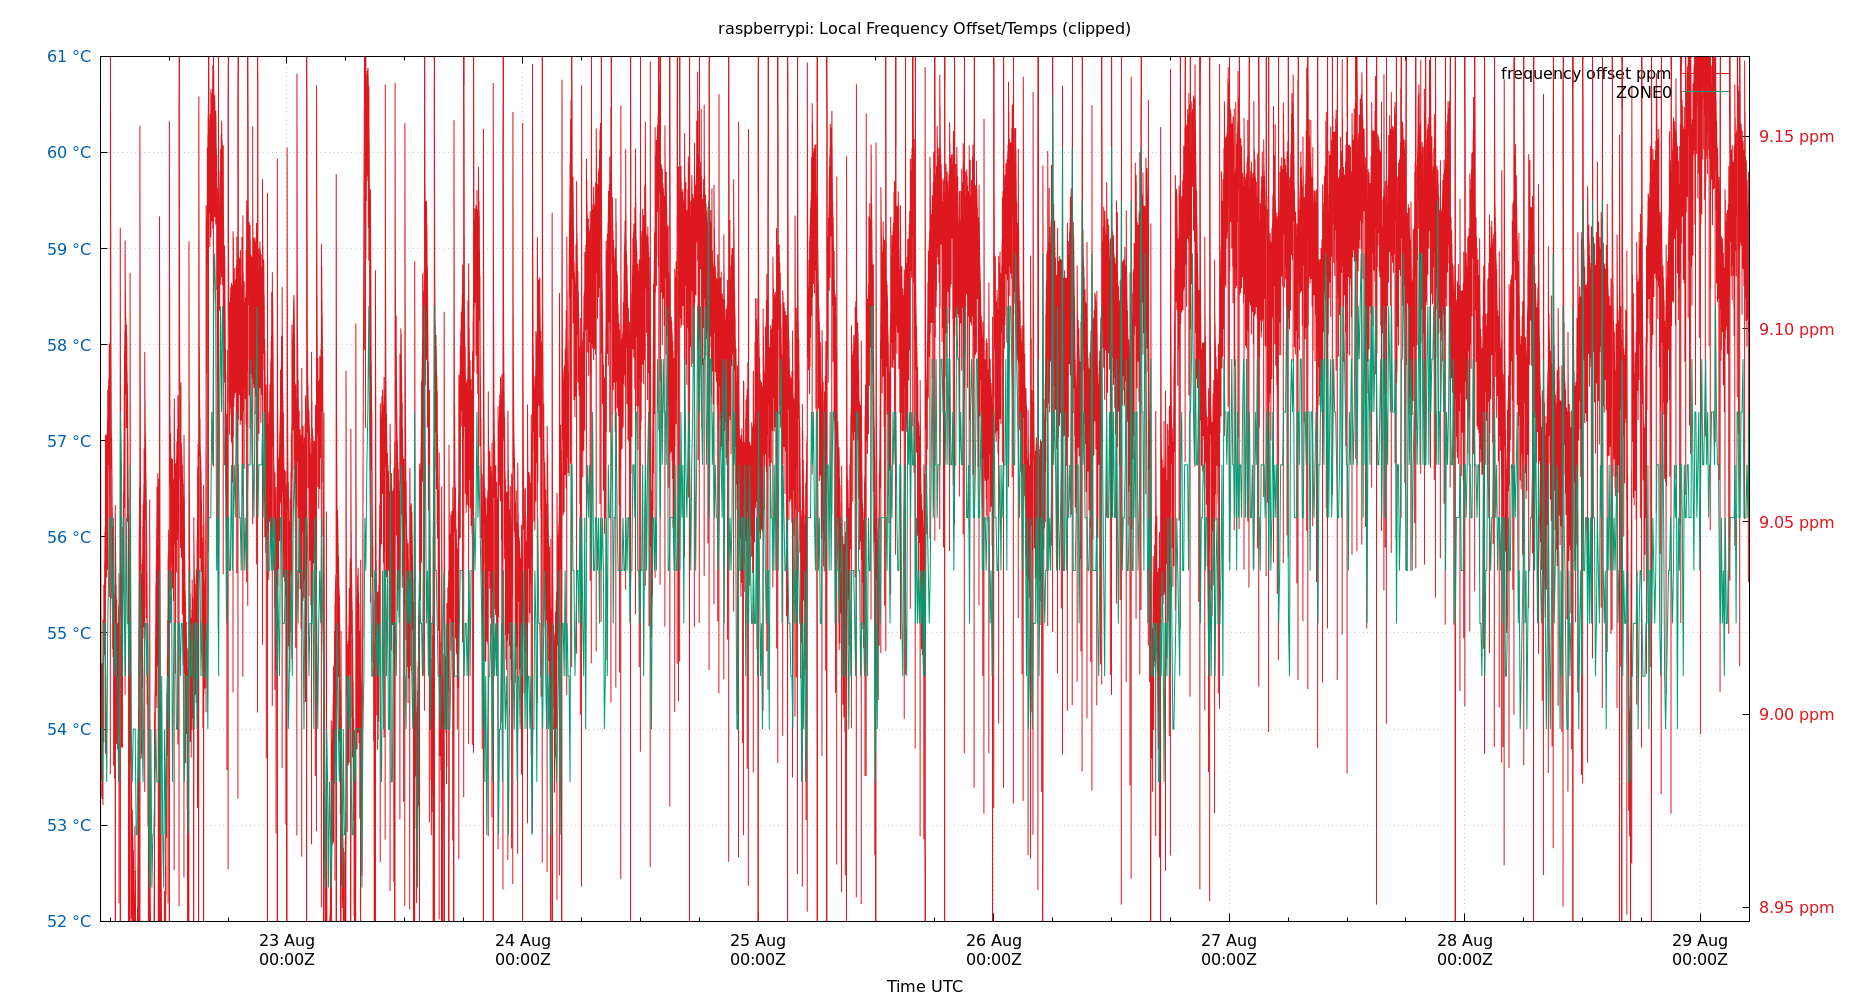 raspberrypi: Local Frequency Offset/Temps (clipped)
61 °C
60 °C
59 °C
58 °C
57 °C
56 °C
55 °C
54 °C
53 °C
52 °C
frequency offset ppm
ZONE0
9.15 ppm
9.10 ppm
9.05 ppm
9.00 ppm
8.95 ppm
23 Aug
00:00Z
24 Aug
00:00Z
25 Aug
00:00Z
26 Aug
00:00Z
27 Aug
00:00Z
28 Aug
00:00Z
29 Aug
00:00Z
Time UTC